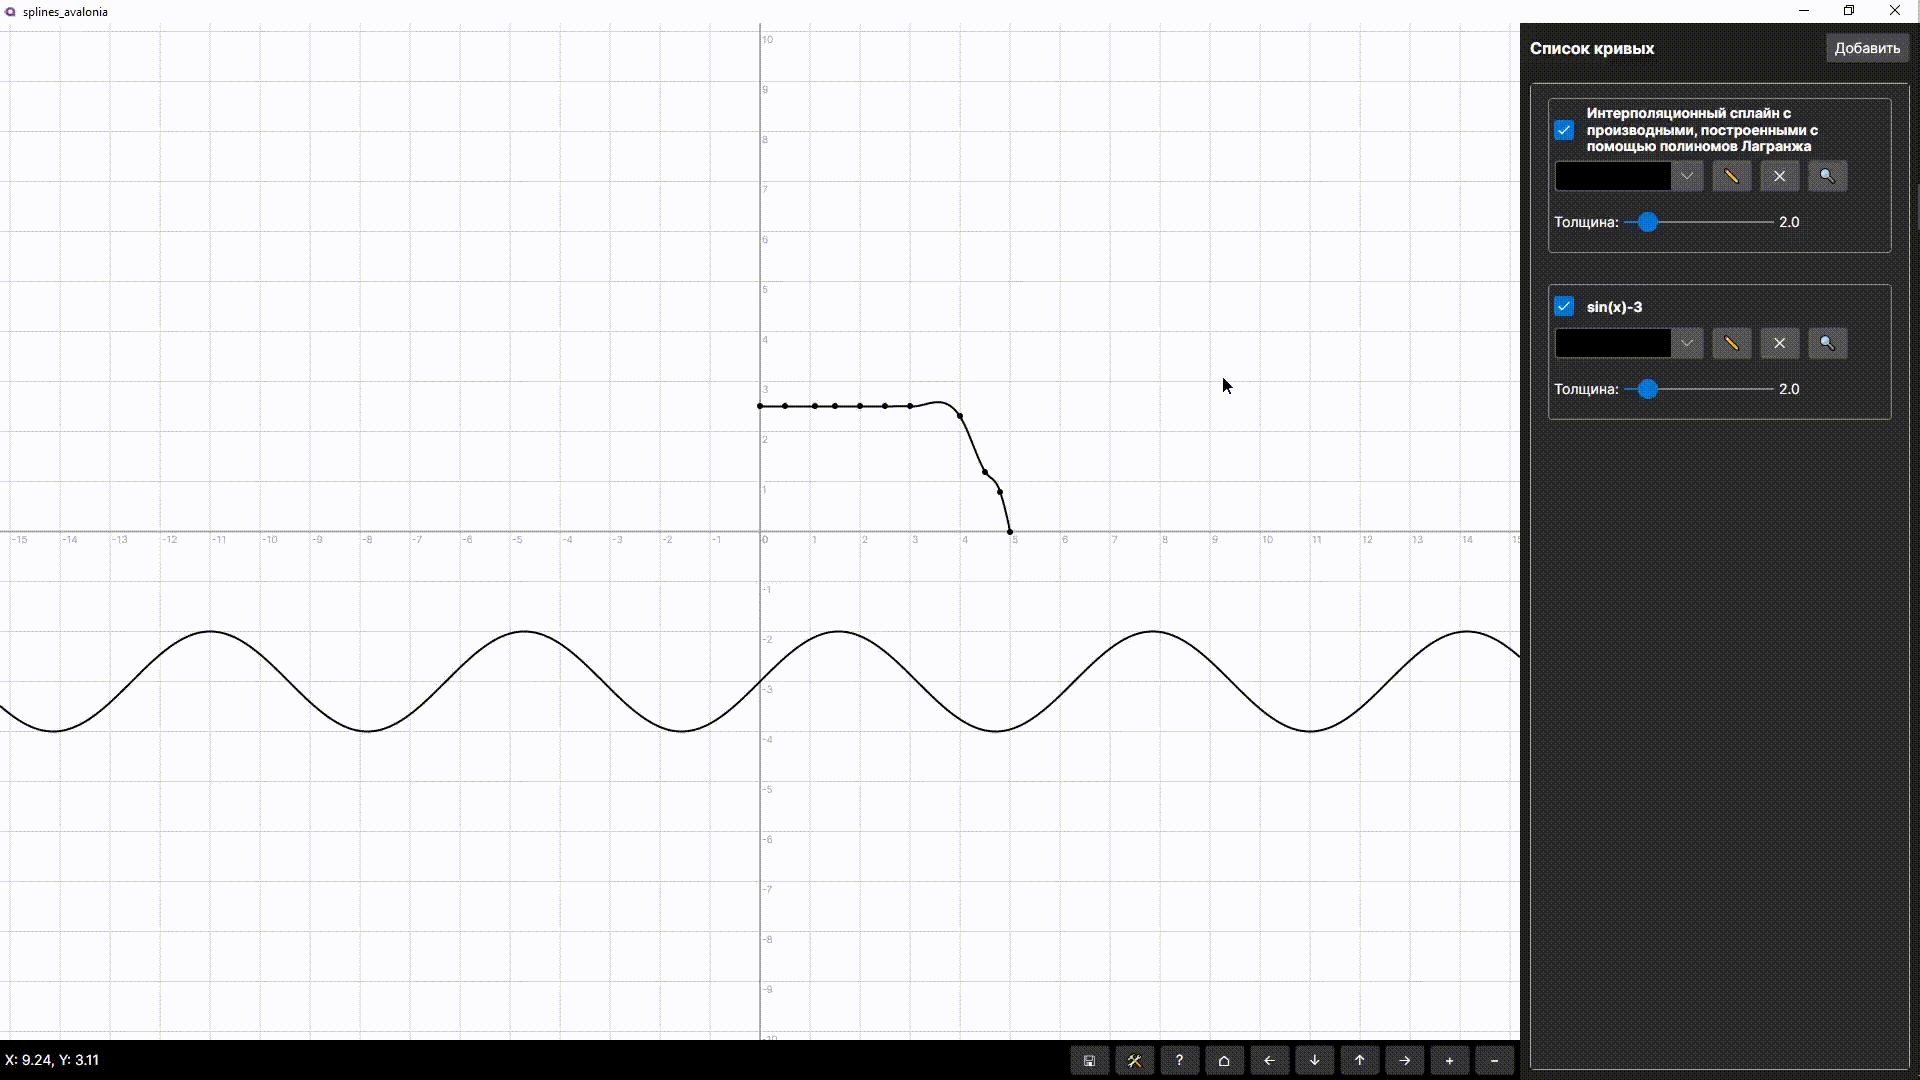 splines_avalonia
Список кривых
Добавить
Интерполяционный сплайн с
производными, построенными с
помощью полиномов Лагранжа
Толщина: 2.0
sin(x)-3
Толщина: 2.0
10
9
8
7
6
5
4
3
2
1
-15 -14 -13 -12 -11 -10 -9 -8 -7 -6 -5 -4 -3 -2 -1 0 1 2 3 4 5 6 7 8 9 10 11 12 13 14 15
-1
-2
-3
-4
-5
-6
-7
-8
-9
-10
X: 9.24, Y: 3.11
? ← ↓ ↑ → + -